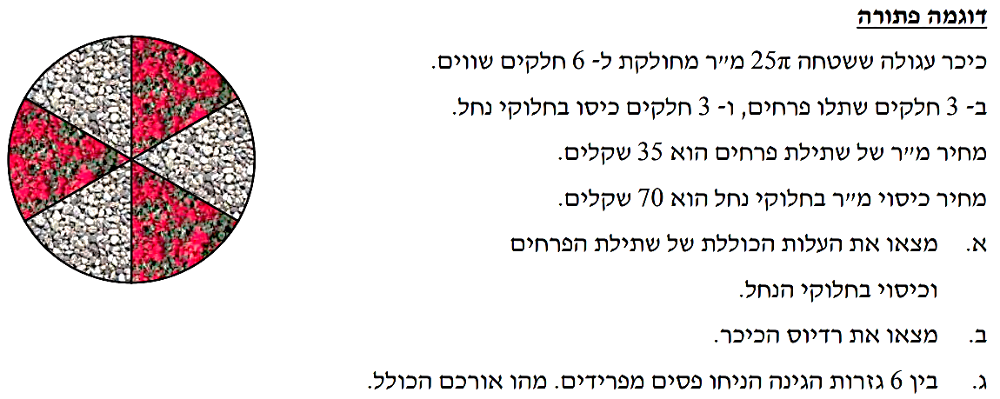 דוגמה פתורה
כיכר עגולה ששטחה 25π מ״ר מחולקת ל- 6 חלקים שווים.
ב- 3 חלקים שתלו פרחים, ו- 3 חלקים כיסו בחלוקי נחל.
מחיר מ״ר של שתילת פרחים הוא 35 שקלים.
מחיר כיסוי מ״ר בחלוקי נחל הוא 70 שקלים.
א. מצאו את העלות הכוללת של שתילת הפרחים
וכיסוי בחלוקי הנחל.
ב. מצאו את רדיוס הכיכר.
ג. בין 6 גזרות הגינה הניחו פסים מפרידים. מהו אורכם הכולל.